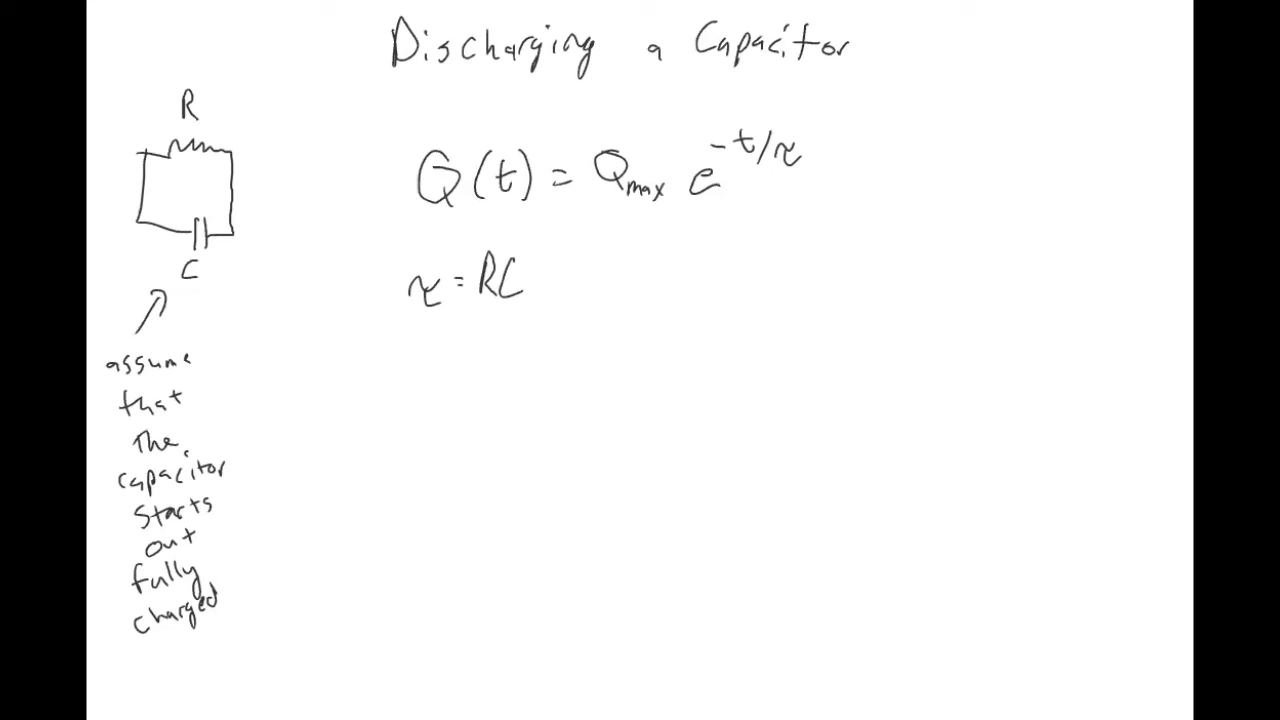 Discharging a Capacitor
R
C
assume
that
the
capacitor
starts
out
fully
charged
Q(t) = Qmax e^-t/τ
τ = RC